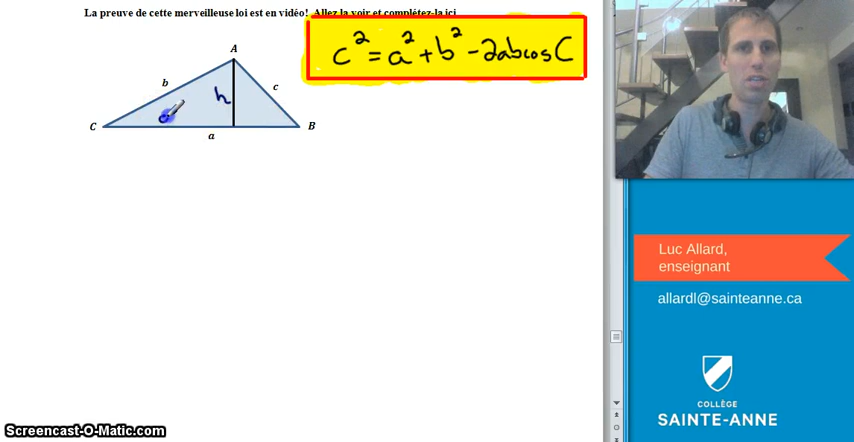 La preuve de cette merveilleuse loi est en vidéo! Allez la voir et complétez-la ici
c² = a² + b² - 2abcosC
A
b
h
c
C
a
B
Luc Allard,
enseignant
allardl@sainteanne.ca
COLLÈGE
SAINTE-ANNE
Screencast-O-Matic.com